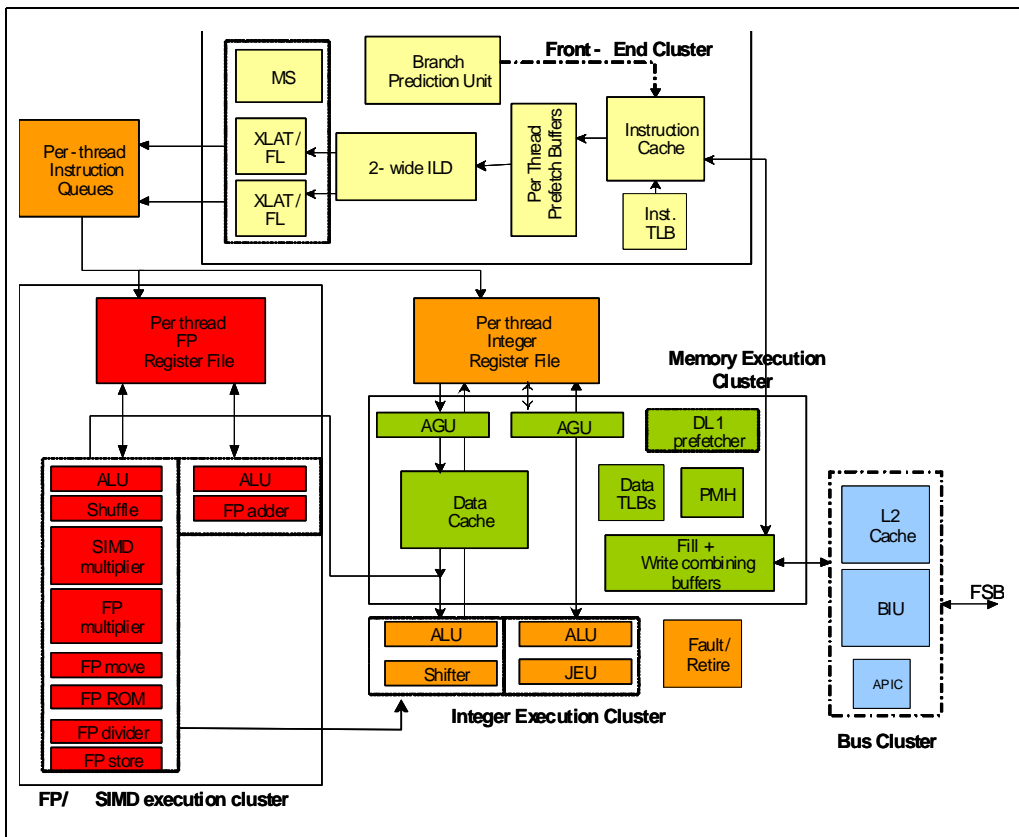 Front - End Cluster
MS
Branch
Prediction Unit
Instruction
Cache
Per Thread
Prefetch Buffers
XLAT /
FL
2- wide ILD
XLAT /
FL
Inst.
TLB
Per - thread
Instruction
Queues
Per thread
FP
Register File
Per thread
Integer
Register File
Memory Execution
Cluster
AGU
AGU
DL1
prefetcher
Data
Cache
Data
TLBs
PMH
Fill +
Write combining
buffers
ALU
Shuffle
SIMD
multiplier
FP
multiplier
FP move
FP ROM
FP divider
FP store
ALU
FP adder
ALU
Shifter
ALU
JEU
Fault/
Retire
Integer Execution Cluster
L2
Cache
BIU
APIC
FSB
Bus Cluster
FP/ SIMD execution cluster